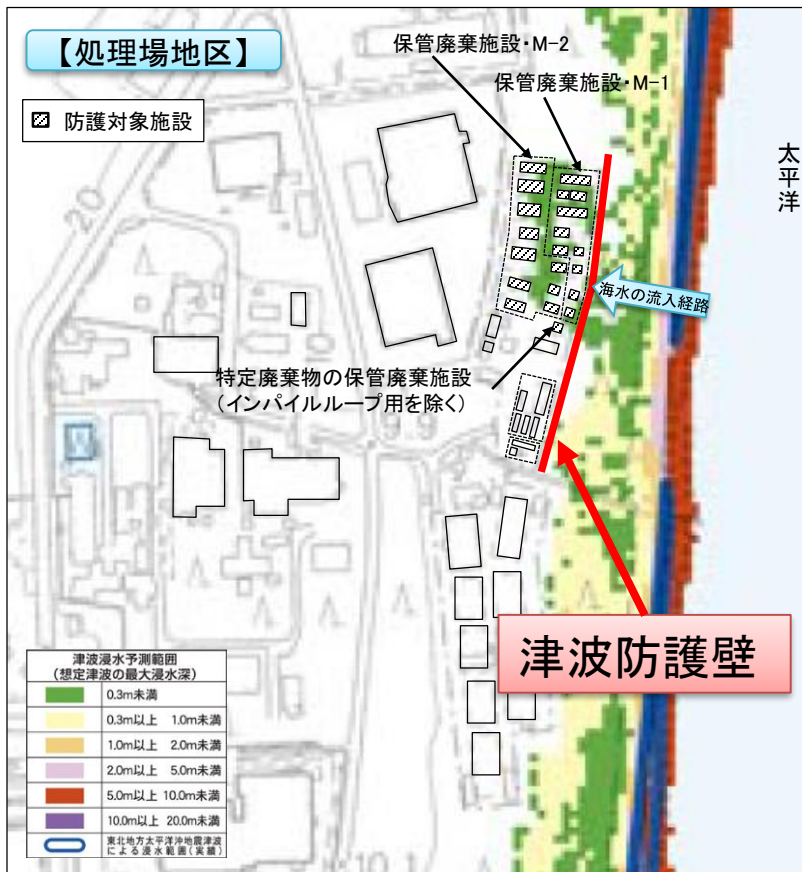 【処理場地区】
保管廃棄施設・M-2
保管廃棄施設・M-1
防護対象施設
太平洋
20
海水の流入経路
特定廃棄物の保管廃棄施設
(インパイルループ用を除く)
9.9
津波防護壁
津波浸水予測範囲
(想定津波の最大浸水深)
0.3m未満
0.3m以上 1.0m未満
1.0m以上 2.0m未満
2.0m以上 5.0m未満
5.0m以上 10.0m未満
10.0m以上 20.0m未満
東北地方太平洋沖地震津波
による浸水範囲(実績)
10.1